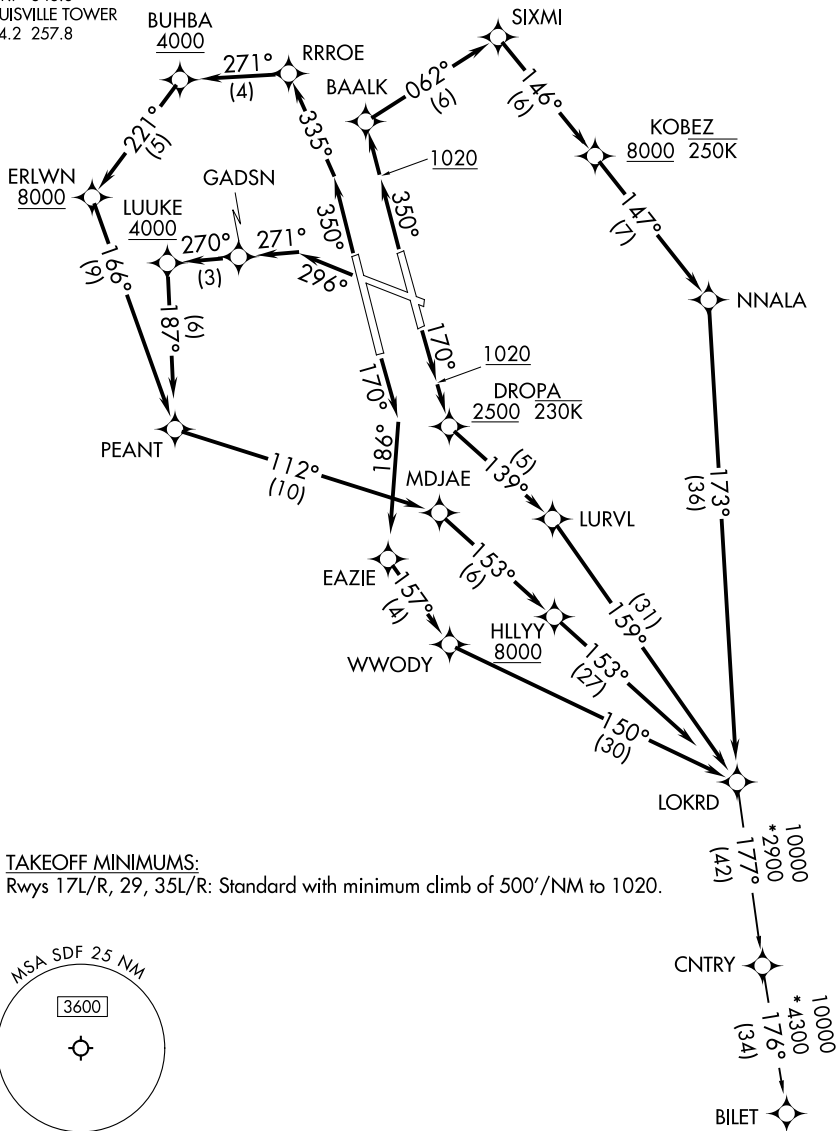 UISVILLE TOWER
4.2 257.8
BUHBA
4000
271°
(4)
RRROE
BAALK
SIXMI
062°
(6)
146°
(6)
KOBEZ
8000 250K
1020
221°
(5)
335°
ERLWN
8000
GADSN
LUUKE
4000
270°
(3)
271°
296°
350°
350°
147°
(7)
NNALA
166°
(9)
187°
(6)
170°
1020
DROPA
2500 230K
170°
186°
PEANT
112°
(10)
MDJAE
(5)
139°
LURVL
173°
(36)
EAZIE
153°
(6)
157°
(4)
HLLYY
8000
(31)
159°
WWODY
153°
(27)
150°
(30)
LOKRD
10000
*2900
177°
(42)
TAKEOFF MINIMUMS:
Rwys 17L/R, 29, 35L/R: Standard with minimum climb of 500'/NM to 1020.
MSA SDF 25 NM
3600
CNTRY
10000
*4300
176°
(34)
BILET